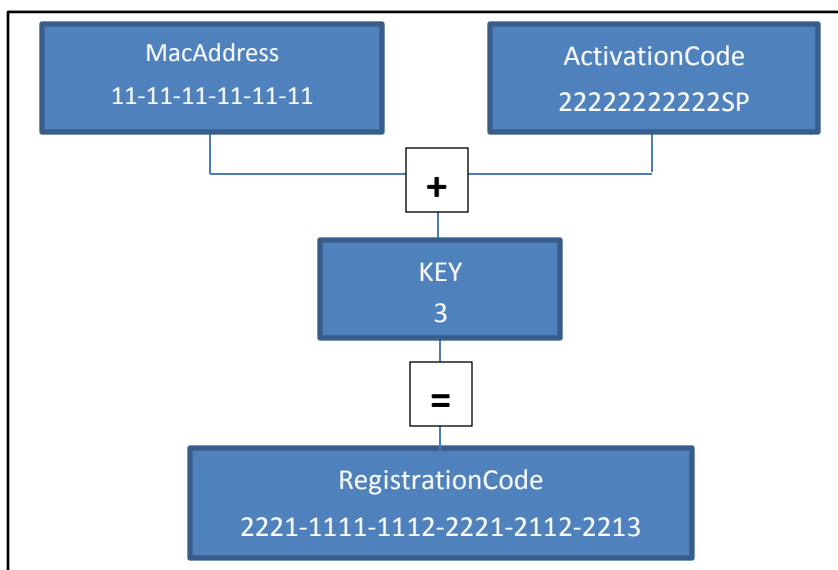 MacAddress
11-11-11-11-11-11
ActivationCode
22222222222SP
+
KEY
3
=
RegistrationCode
2221-1111-1112-2221-2112-2213